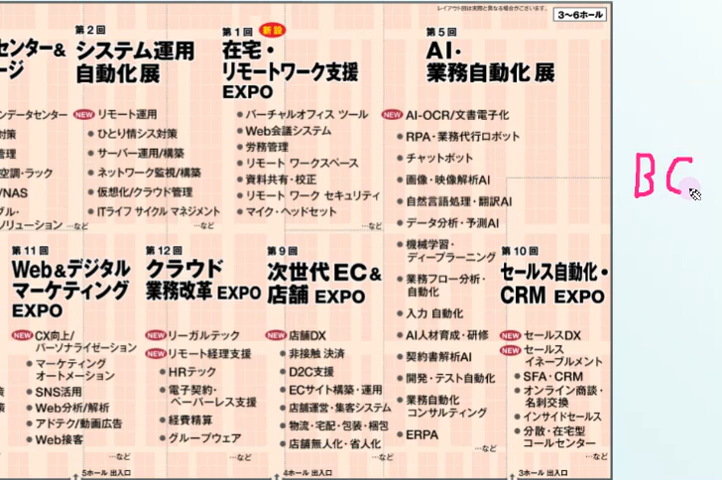 レイアウト図は実際と異なる場合がございます。
3〜6ホール
センター&
ージ
ンデータセンター
対策
管理
空調・ラック
/NAS
ブル・
ソリューション …など
第2回
システム運用
自動化展
NEW リモート運用
● ひとり情シス対策
● サーバー運用/構築
● ネットワーク監視/構築
● 仮想化/クラウド管理
● ITライフ サイクル マネジメント
…など
第1回 新設
在宅・
リモートワーク支援
EXPO
● バーチャルオフィス ツール
● Web会議システム
● 労務管理
● リモート ワークスペース
● 資料共有・校正
● リモート ワーク セキュリティ
● マイク・ヘッドセット
…など
第5回
AI・
業務自動化展
NEW AI-OCR/文書電子化
● RPA・業務代行ロボット
● チャットボット
● 画像・映像解析AI
● 自然言語処理・翻訳AI
● データ分析・予測AI
● 機械学習・
ディープラーニング
● 業務フロー分析・
自動化
● 入力 自動化
● AI人材育成・研修
● 契約書解析AI
● 開発・テスト自動化
● 業務自動化
コンサルティング
● ERPA
…など
第11回
Web&デジタル
マーケティング
EXPO
NEW CX向上/
パーソナライゼーション
● マーケティング
オートメーション
● SNS活用
● Web分析/解析
● アドテク/動画広告
● Web接客
…など
第12回
クラウド
業務改革 EXPO
NEW リーガルテック
NEW リモート経理支援
● HRテック
● 電子契約・
ペーパーレス支援
● 経費精算
● グループウェア
…など
第9回
次世代EC&
店舗 EXPO
NEW 店舗DX
● 非接触 決済
● D2C支援
● ECサイト構築・運用
● 店舗運営・集客システム
● 物流・宅配・包装・梱包
● 店舗無人化・省人化
…など
第10回
セールス自動化・
CRM EXPO
NEW セールスDX
NEW セールス
イネーブルメント
● SFA・CRM
● オンライン商談・
名刺交換
● インサイドセールス
● 分散・在宅型
コールセンター
…など
5ホール 出入口
4ホール 出入口
3ホール 出入口
BC